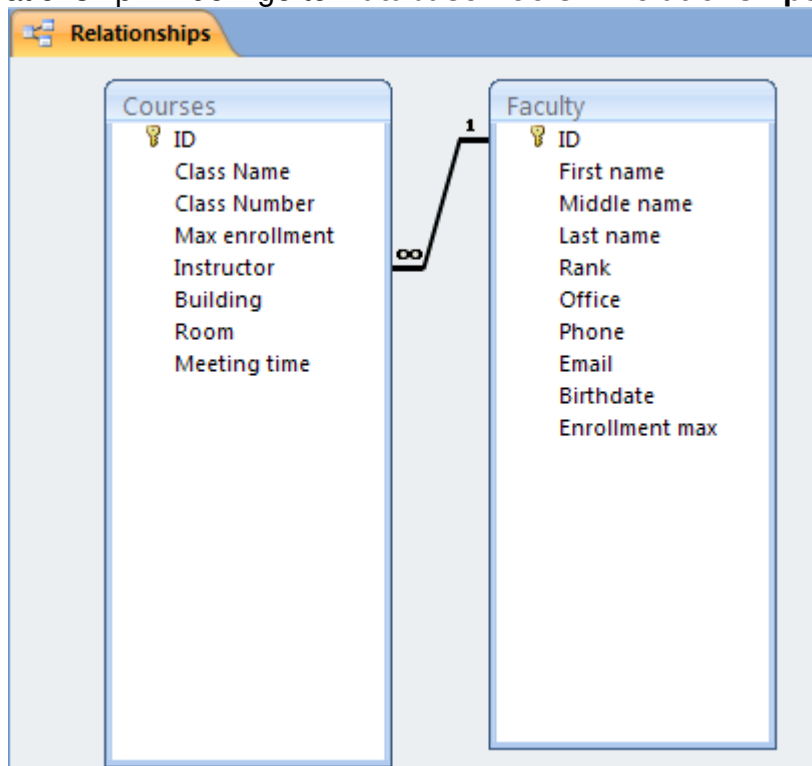 Relationships
Courses
ID
Class Name
Class Number
Max enrollment
Instructor
Building
Room
Meeting time
1
∞
Faculty
ID
First name
Middle name
Last name
Rank
Office
Phone
Email
Birthdate
Enrollment max